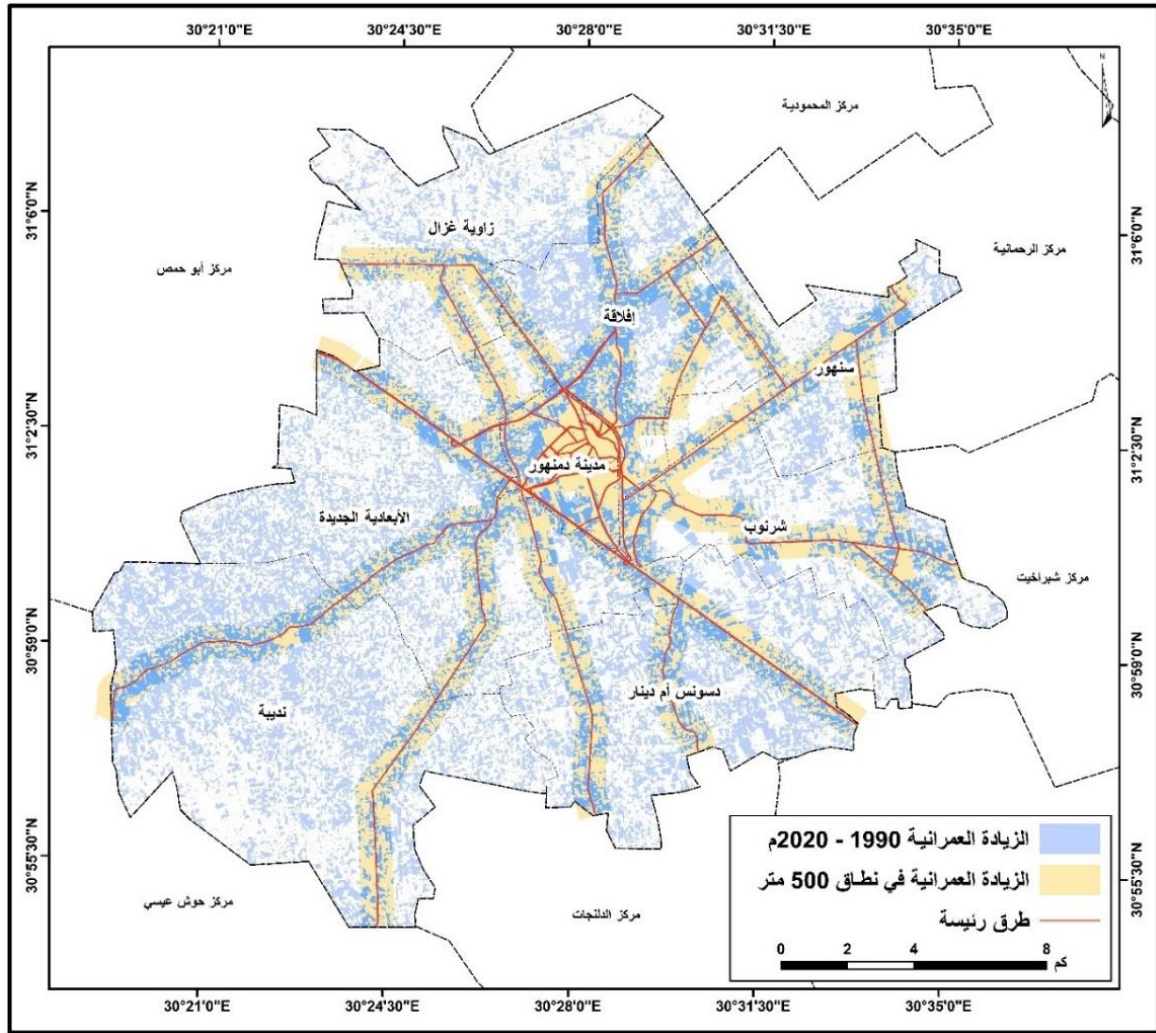 30°21'0"E 30°24'30"E 30°28'0"E 30°31'30"E 30°35'0"E
N
مركز المحمودية
31°6'0"N
زاوية غزال
31°6'0"N
مركز الرحمانية
مركز أبو حمص
إفلاقة
سنهور
31°2'30"N
31°2'30"N
مدينة دمنهور
الأبعادية الجديدة
شرنوب
مركز شبراخيت
30°59'0"N
30°59'0"N
دسونس أم دينار
نديبة
الزيادة العمرانية 1990 - 2020م
30°55'30"N
الزيادة العمرانية في نطاق 500 متر
30°55'30"N
مركز حوش عيسي
مركز الدلنجات
طرق رئيسة
0 2 4 8
كم
30°21'0"E 30°24'30"E 30°28'0"E 30°31'30"E 30°35'0"E